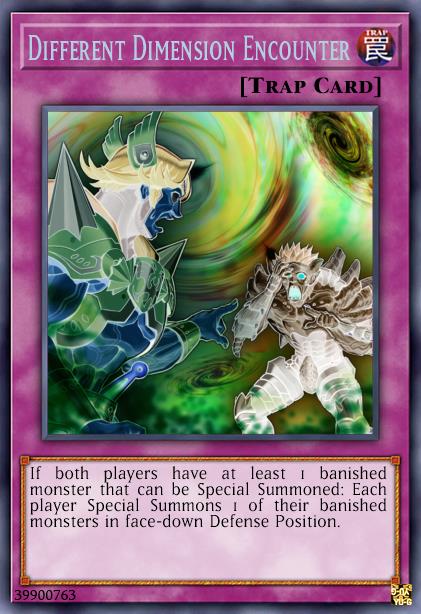 DIFFERENT DIMENSION ENCOUNTER
TRAP
罠
[TRAP CARD]
If both players have at least 1 banished
monster that can be Special Summoned: Each
player Special Summons 1 of their banished
monsters in face-down Defense Position.
39900763